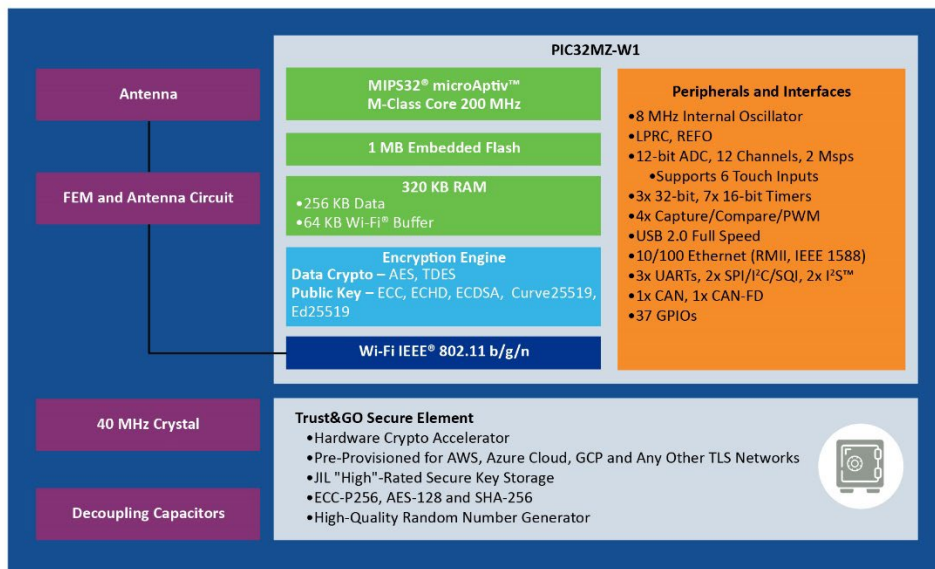 PIC32MZ-W1
Antenna
FEM and Antenna Circuit
MIPS32® microAptiv™
M-Class Core 200 MHz
1 MB Embedded Flash
320 KB RAM
•256 KB Data
•64 KB Wi-Fi® Buffer
Encryption Engine
Data Crypto – AES, TDES
Public Key – ECC, ECHD, ECDSA, Curve25519,
Ed25519
Wi-Fi IEEE® 802.11 b/g/n
Peripherals and Interfaces
•8 MHz Internal Oscillator
•LPRC, REFO
•12-bit ADC, 12 Channels, 2 Msps
•Supports 6 Touch Inputs
•3x 32-bit, 7x 16-bit Timers
•4x Capture/Compare/PWM
•USB 2.0 Full Speed
•10/100 Ethernet (RMII, IEEE 1588)
•3x UARTs, 2x SPI/I²C/SQI, 2x I²S™
•1x CAN, 1x CAN-FD
•37 GPIOs
40 MHz Crystal
Decoupling Capacitors
Trust&GO Secure Element
•Hardware Crypto Accelerator
•Pre-Provisioned for AWS, Azure Cloud, GCP and Any Other TLS Networks
•JIL "High"-Rated Secure Key Storage
•ECC-P256, AES-128 and SHA-256
•High-Quality Random Number Generator